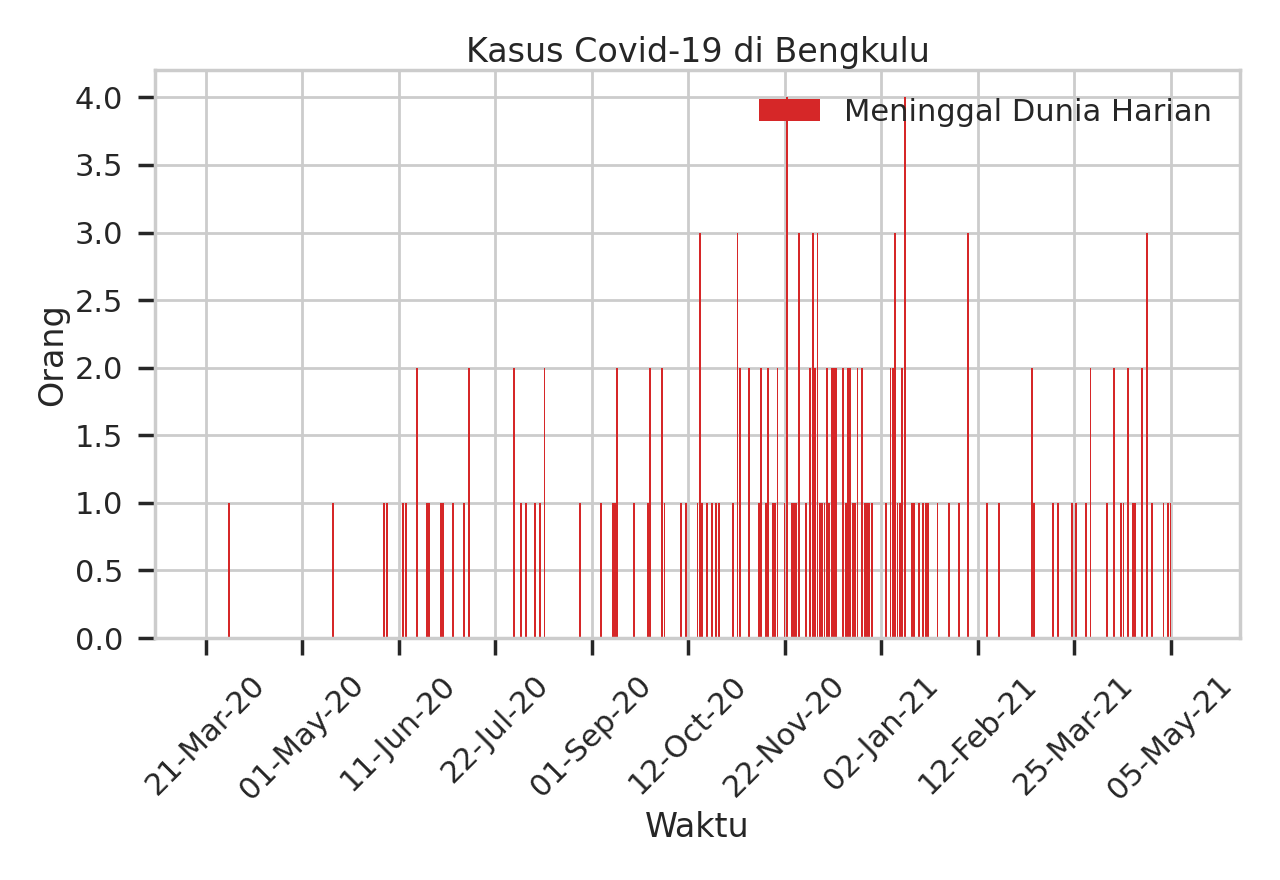 Kasus Covid-19 di Bengkulu
Meninggal Dunia Harian
Orang
4.0
3.5
3.0
2.5
2.0
1.5
1.0
0.5
0.0
21-Mar-20
01-May-20
11-Jun-20
22-Jul-20
01-Sep-20
12-Oct-20
22-Nov-20
02-Jan-21
12-Feb-21
25-Mar-21
05-May-21
Waktu